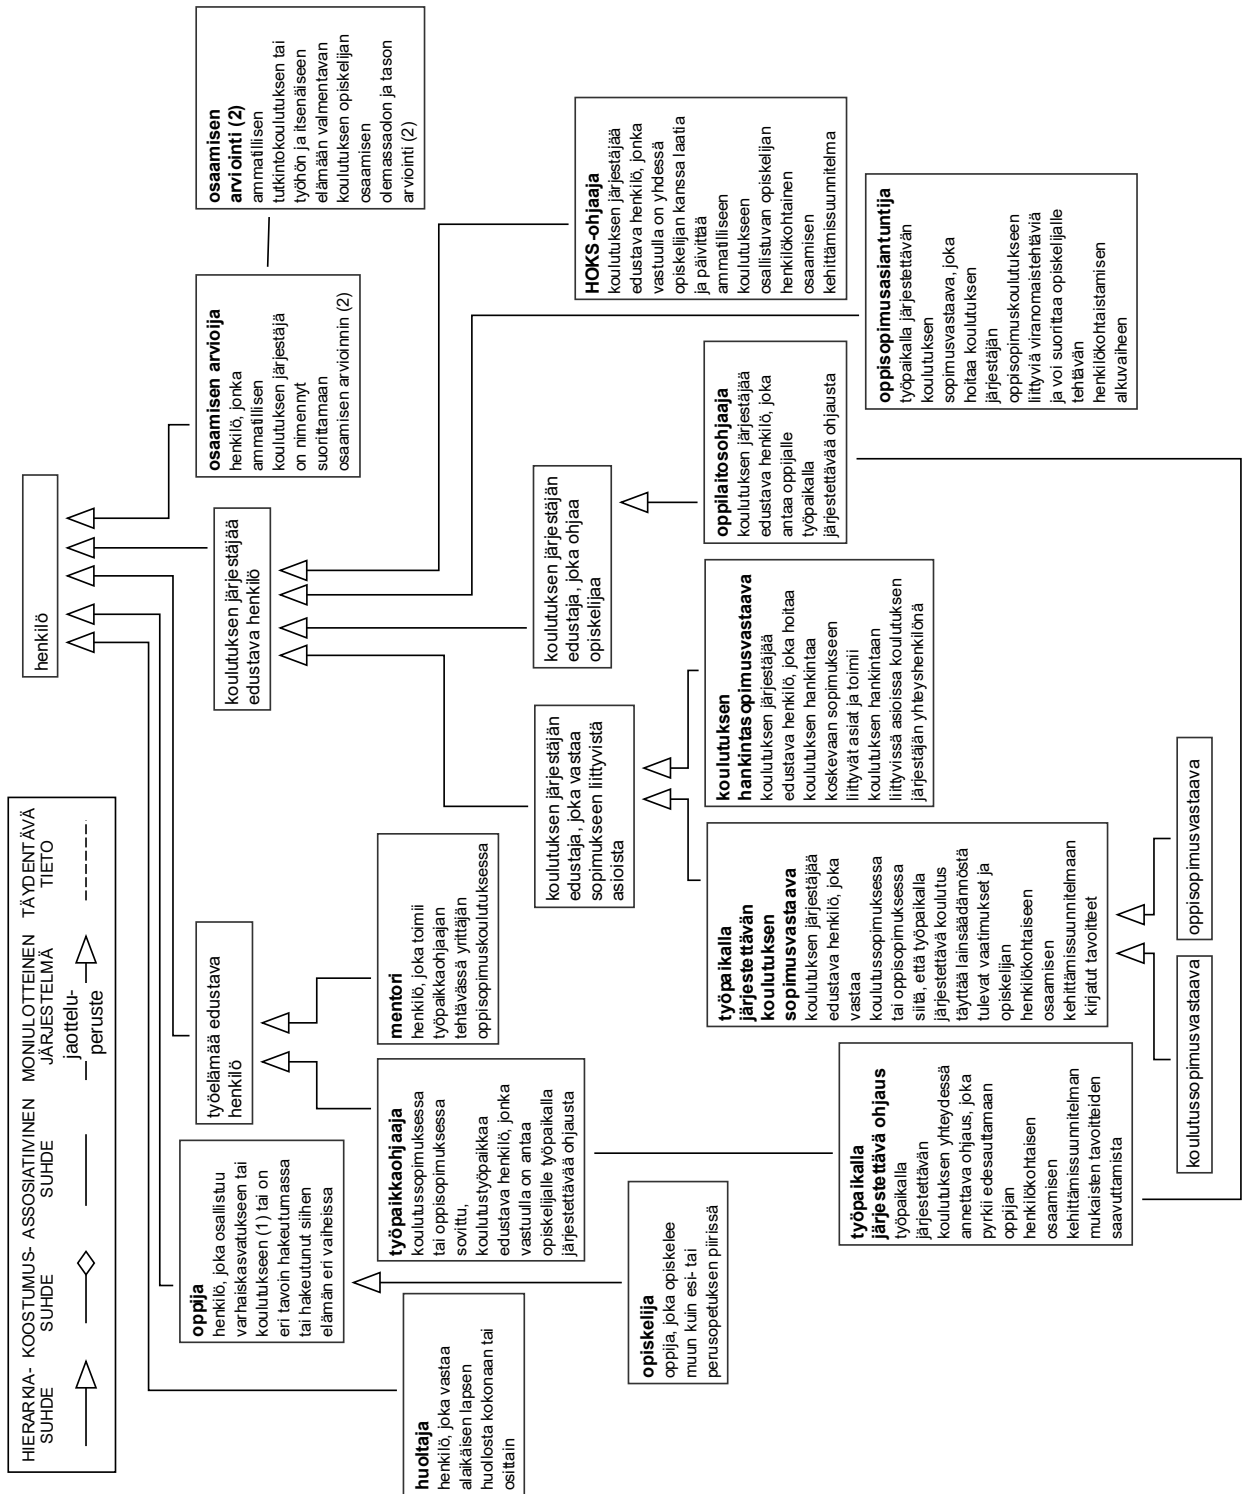 HIERARKIA-
SUHDE
KOOSTUMUS-
SUHDE
ASSOSIATIIVINEN
SUHDE
MONIULOTTEINEN
JÄRJESTELMÄ
jaottelu-
peruste
TÄYDENTÄVÄ
TIETO
henkilö
huoltaja
henkilö, joka vastaa
alaikäisen lapsen
huollosta kokonaan tai
osittain
oppija
henkilö, joka osallistuu
varhaiskasvatukseen tai
koulutukseen (1) tai on
eri tavoin hakeutumassa
tai hakeutunut siihen
elämän eri vaiheissa
opiskelija
oppija, joka opiskelee
muun kuin esi- tai
perusopetuksen piirissä
työelämää edustava
henkilö
työpaikkaohjaaja
koulutussopimuksessa
tai oppisopimuksessa
sovittu,
koulutustyöpaikkaa
edustava henkilö, jonka
vastuulla on antaa
opiskelijalle työpaikalla
järjestettävää ohjausta
mentori
henkilö, joka toimii
työpaikkaohjaajan
tehtävässä yrittäjän
oppisopimuskoulutuksessa
työpaikalla
järjestettävä ohjaus
työpaikalla
järjestettävän
koulutuksen yhteydessä
annettava ohjaus, joka
pyrkii edesauttamaan
oppijan
henkilökohtaisen
osaamisen
kehittämissuunnitelman
mukaisten tavoitteiden
saavuttamista
koulutuksen järjestäjää
edustava henkilö
koulutuksen järjestäjän
edustaja, joka vastaa
sopimukseen liittyvistä
asioista
työpaikalla
järjestettävän
koulutuksen
sopimusvastaava
koulutuksen järjestäjää
edustava henkilö, joka
vastaa
koulutussopimuksessa
tai oppisopimuksessa
siitä, että työpaikalla
järjestettävä koulutus
täyttää lainsäädännöstä
tulevat vaatimukset ja
opiskelijan
henkilökohtaiseen
osaamisen
kehittämissuunnitelmaan
kirjatut tavoitteet
koulutussopimusvastaava
oppisopimusvastaava
koulutuksen
hankintasopimusvastaava
koulutuksen järjestäjää
edustava henkilö, joka hoitaa
koulutuksen hankintaa
koskevaan sopimukseen
liittyvät asiat ja toimii
koulutuksen hankintaan
liittyvissä asioissa koulutuksen
järjestäjän yhteyshenkilönä
koulutuksen järjestäjän
edustaja, joka ohjaa
opiskelijaa
oppilaitosohjaaja
koulutuksen järjestäjää
edustava henkilö, joka
antaa oppijalle
työpaikalla
järjestettävää ohjausta
oppisopimusasiantuntija
työpaikalla järjestettävän
koulutuksen
sopimusvastaava, joka
hoitaa koulutuksen
järjestäjän
oppisopimuskoulutukseen
liittyviä viranomaistehtäviä
ja voi suorittaa opiskelijalle
tehtävän
henkilökohtaistamisen
alkuvaiheen
HOKS-ohjaaja
koulutuksen järjestäjää
edustava henkilö, jonka
vastuulla on yhdessä
opiskelijan kanssa laatia
ja päivittää
ammatilliseen
koulutukseen
osallistuvan opiskelijan
henkilökohtainen
osaamisen
kehittämissuunnitelma
osaamisen arvioija
henkilö, jonka
ammatillisen
koulutuksen järjestäjä
on nimennyt
suorittamaan
osaamisen arvioinnin (2)
osaamisen
arviointi (2)
ammatillisen
tutkintokoulutuksen tai
työhön ja itsenäiseen
elämään valmentavan
koulutuksen opiskelijan
osaamisen
olemassaolon ja tason
arviointi (2)